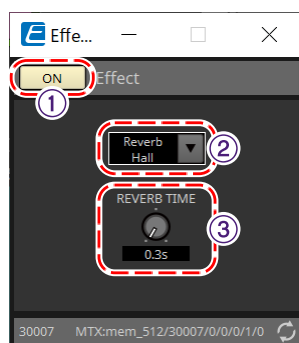 Effe...
ON
Effect
①
Reverb
Hall
②
REVERB TIME
③
0.3s
30007 MTX:mem_512/30007/0/0/0/1/0